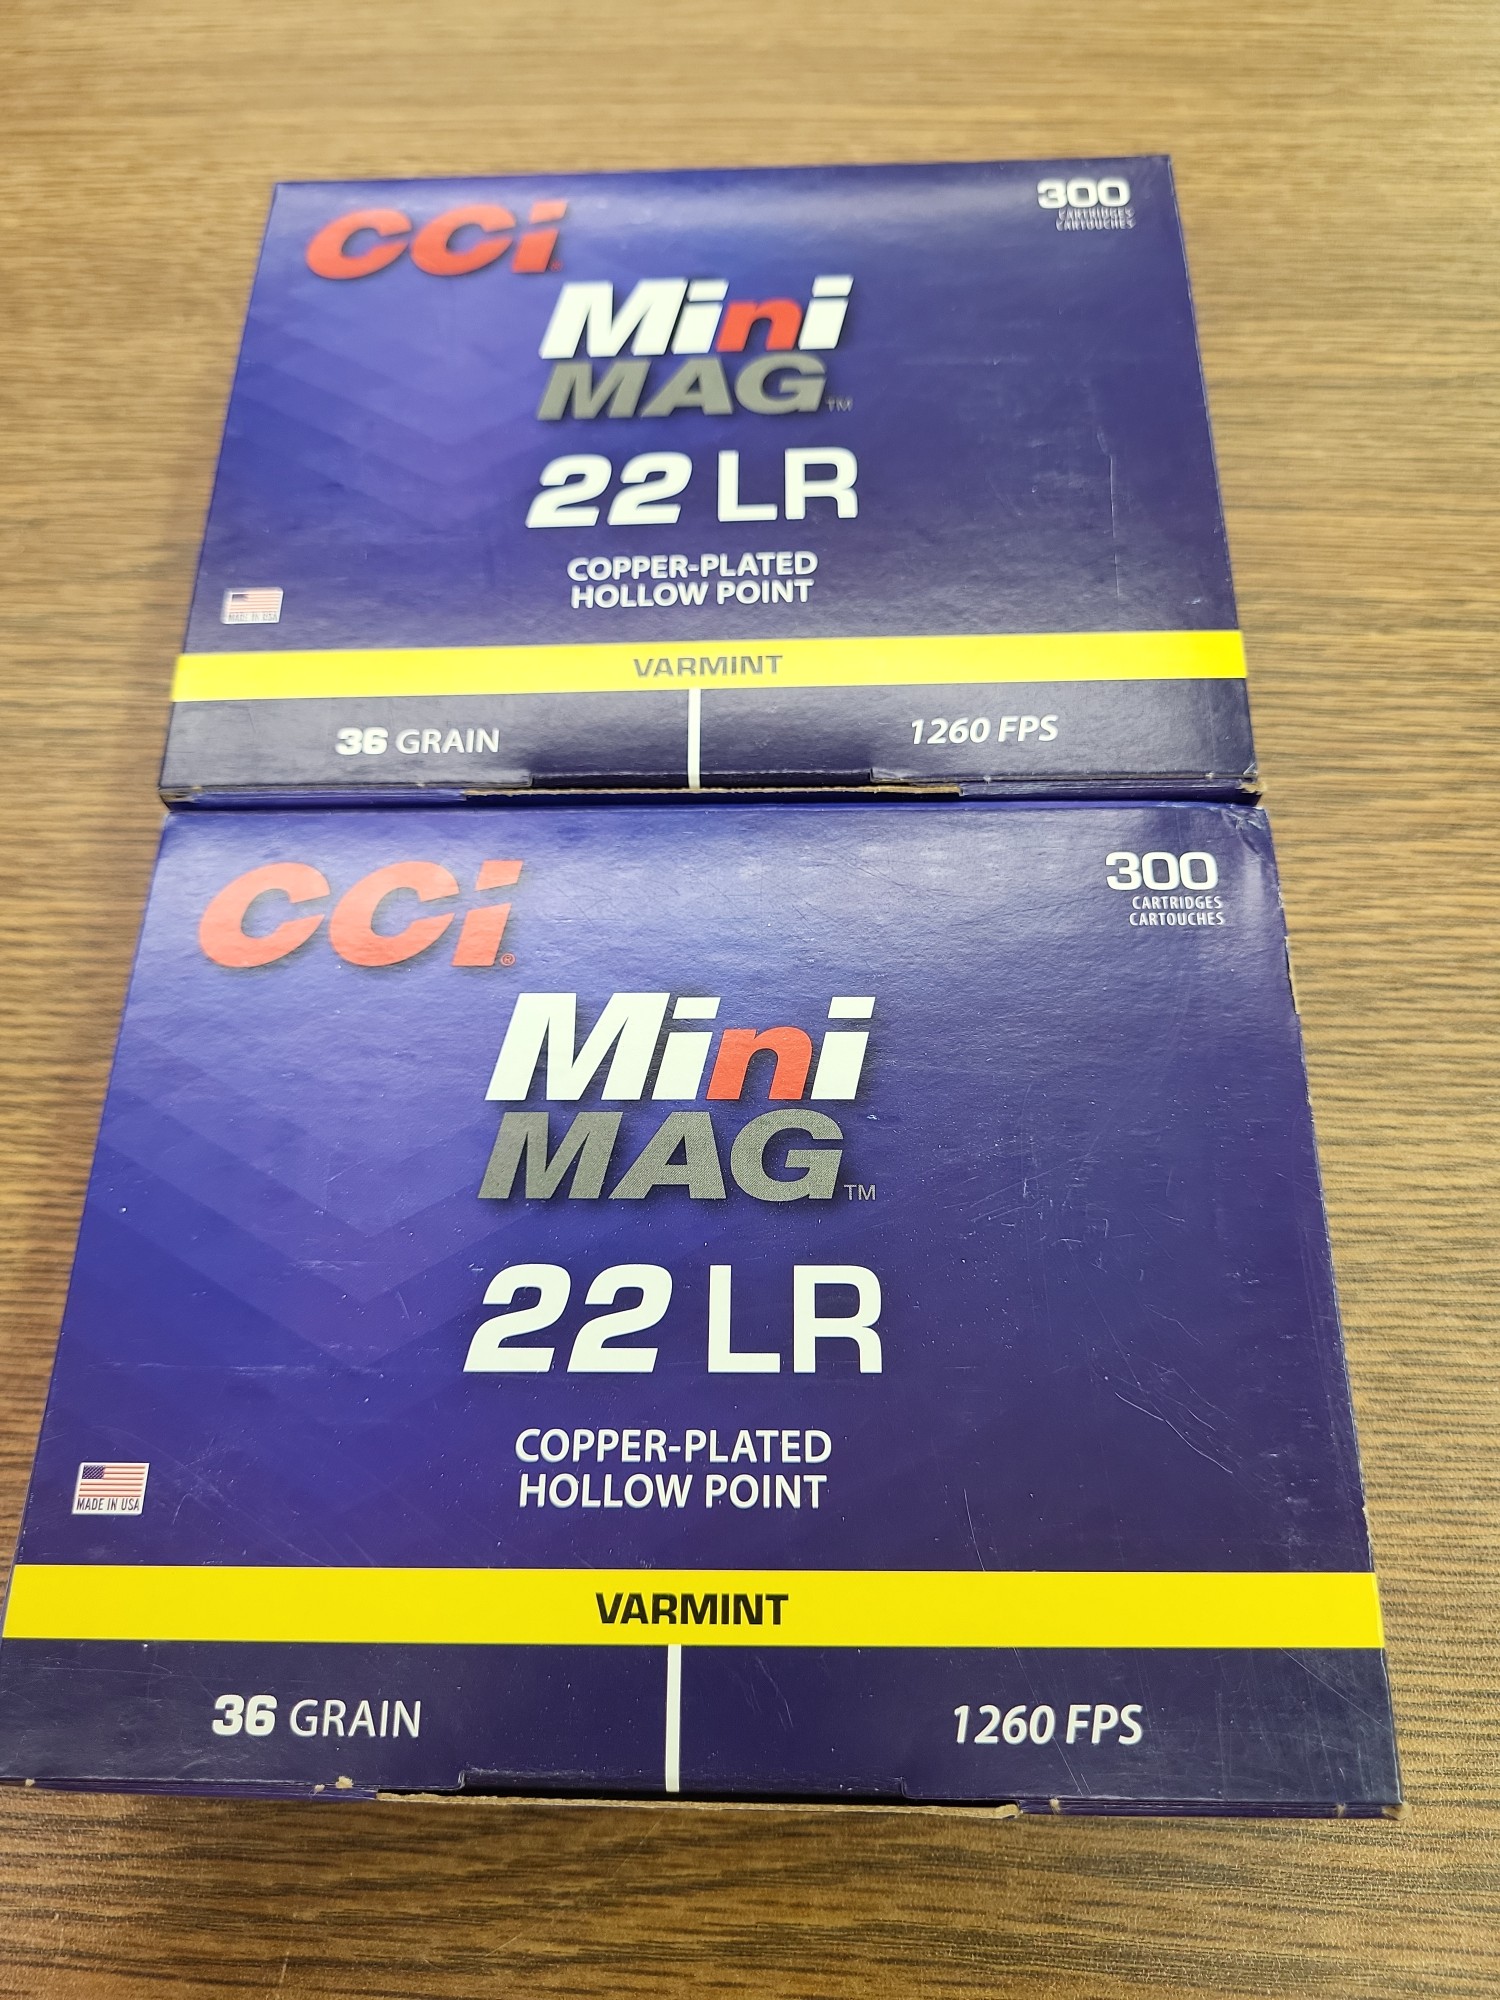 CCi
300
CARTRIDGES
CARTOUCHES
Mini
MAG™
22 LR
COPPER-PLATED
HOLLOW POINT
MADE IN USA
VARMINT
36 GRAIN
1260 FPS
CCi®
300
CARTRIDGES
CARTOUCHES
Mini
MAG™
22 LR
COPPER-PLATED
HOLLOW POINT
MADE IN USA
VARMINT
36 GRAIN
1260 FPS